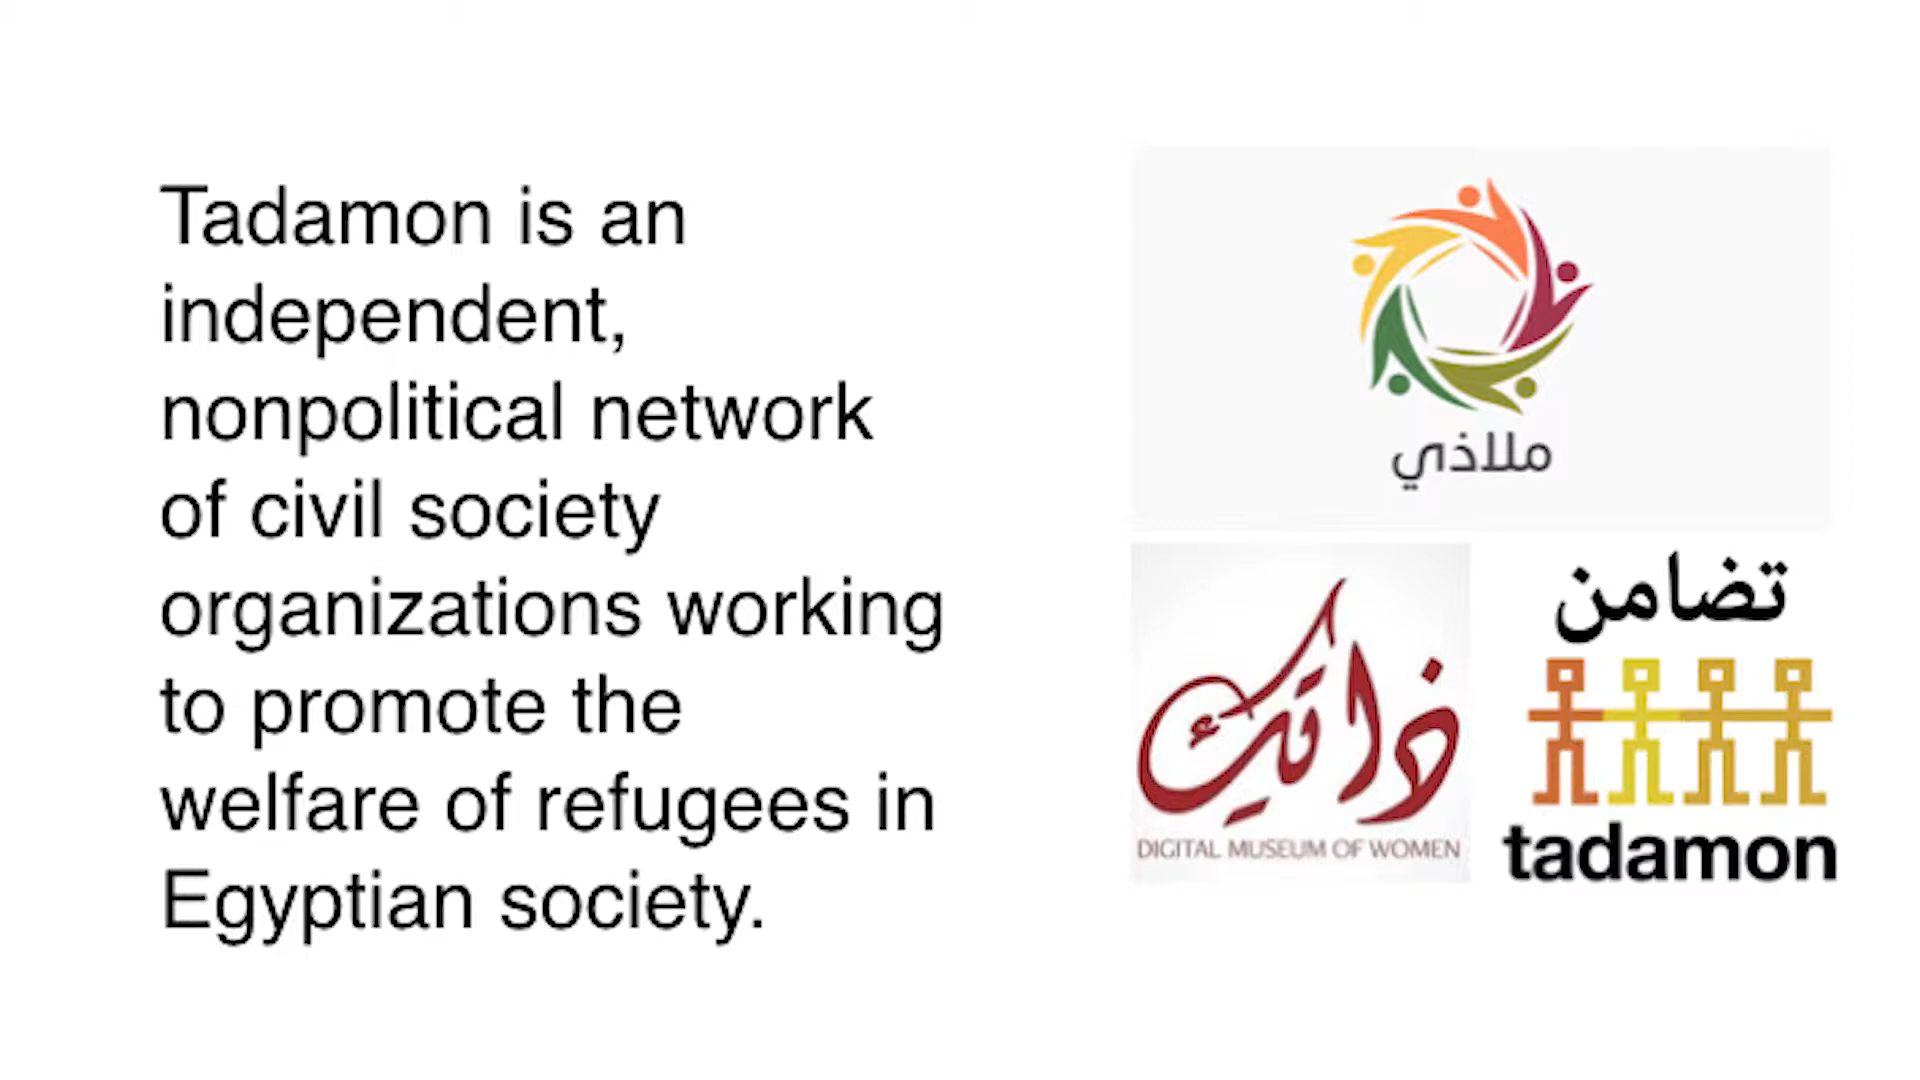 Tadamon is an
independent,
nonpolitical network
of civil society
organizations working
to promote the
welfare of refugees in
Egyptian society.
ملاذي
ذاتك
DIGITAL MUSEUM OF WOMEN
تضامن
tadamon